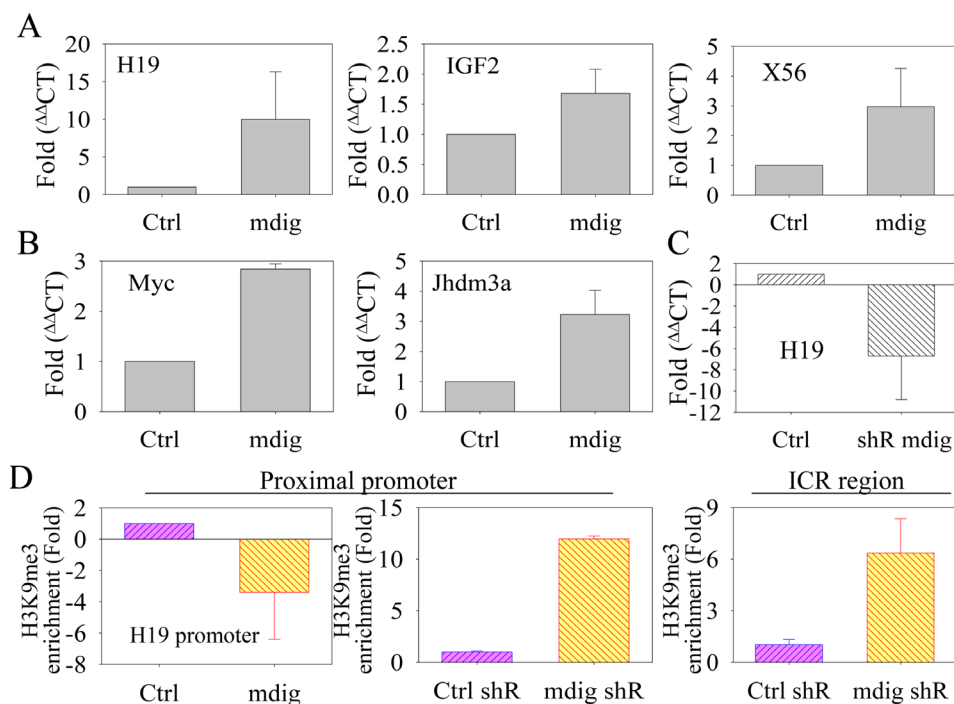 A
H19
Fold (ΔΔCT)
20
15
10
5
0
Ctrl
mdig
IGF2
Fold (ΔΔCT)
2.5
2.0
1.5
1.0
0.5
0.0
Ctrl
mdig
X56
Fold (ΔΔCT)
5
4
3
2
1
0
Ctrl
mdig
B
Myc
Fold (ΔΔCT)
3
2
1
0
Ctrl
mdig
Jhdm3a
Fold (ΔΔCT)
5
4
3
2
1
0
Ctrl
mdig
C
H19
Fold (ΔΔCT)
2
0
-2
-4
-6
-8
-10
-12
Ctrl
shR mdig
D
Proximal promoter
H3K9me3
enrichment (Fold)
2
0
-2
-4
-6
-8
H19 promoter
Ctrl
mdig
H3K9me3
enrichment (Fold)
15
10
5
0
Ctrl shR
mdig shR
ICR region
H3K9me3
enrichment (Fold)
9
6
3
0
Ctrl shR
mdig shR